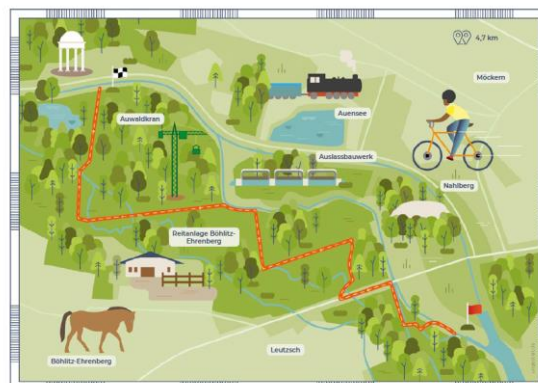 4,7 km
Möckern
Auwaldkran
Auensee
Auslassbauwerk
Nahlberg
Reitanlage Böhlitz-
Ehrenberg
Böhlitz-Ehrenberg
Leutzsch